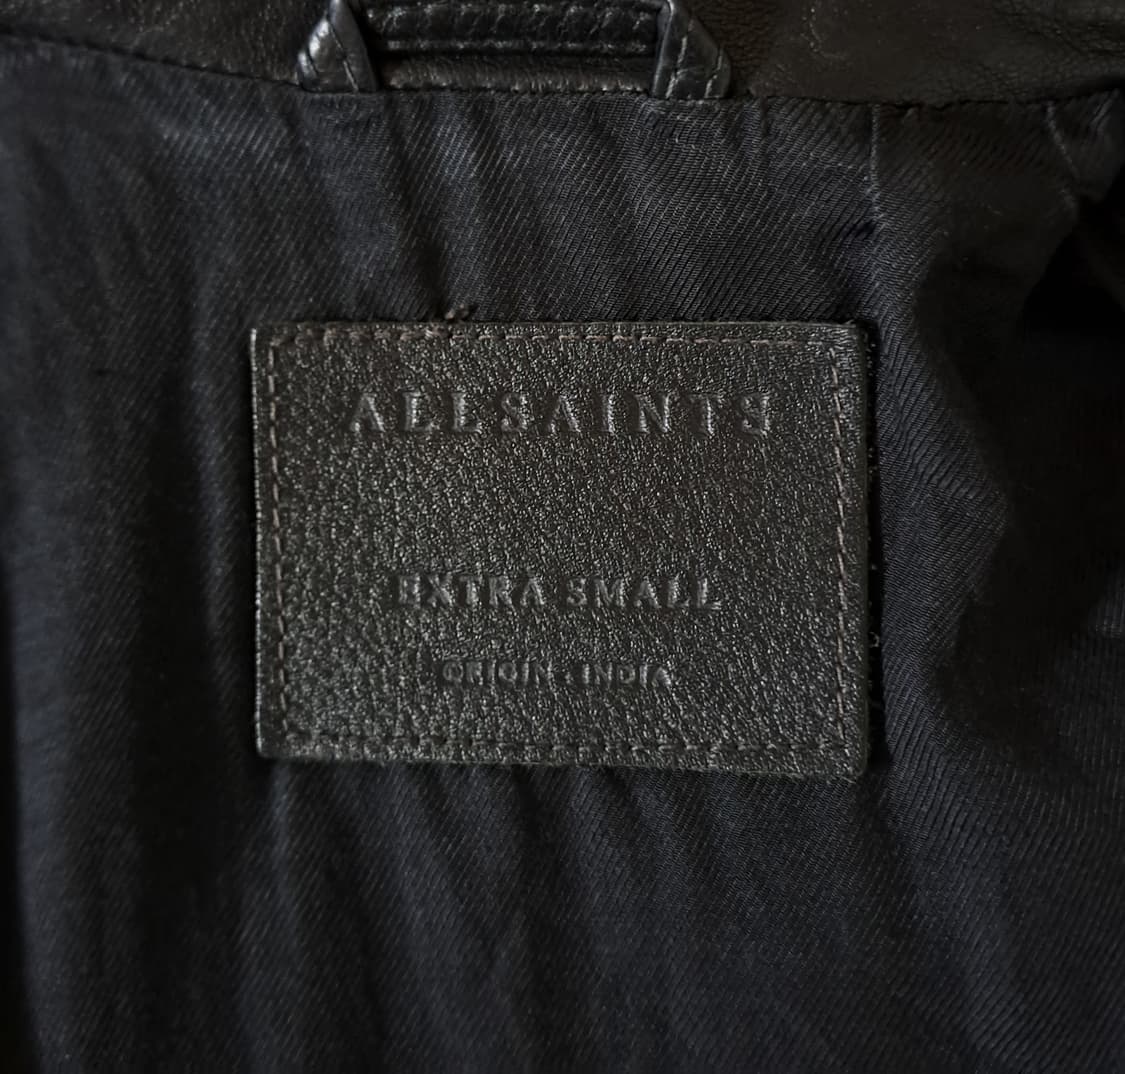 ALLSAINTS
EXTRA SMALL
ORIGIN : INDIA